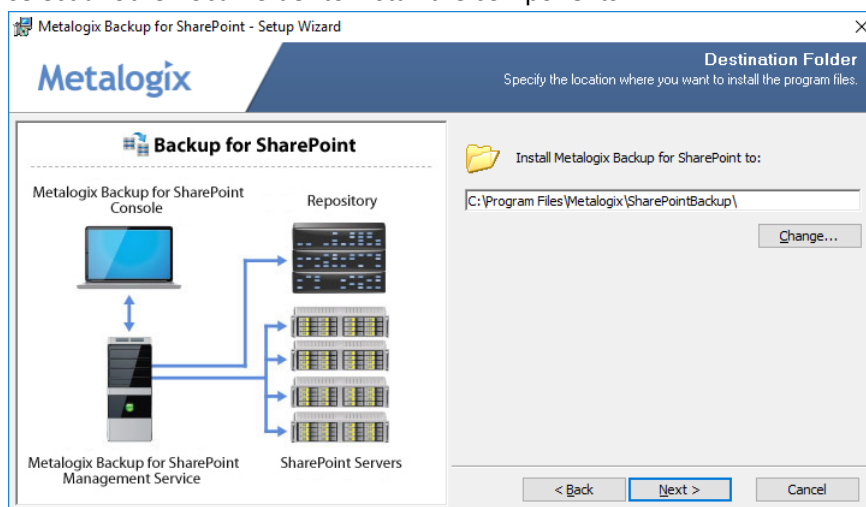 Metalogix Backup for SharePoint - Setup Wizard
Metalogix
Destination Folder
Specify the location where you want to install the program files.
Backup for SharePoint
Metalogix Backup for SharePoint
Console
Repository
Metalogix Backup for SharePoint
Management Service
SharePoint Servers
Install Metalogix Backup for SharePoint to:
C:\Program Files\Metalogix\SharePointBackup\
Change...
< Back
Next >
Cancel